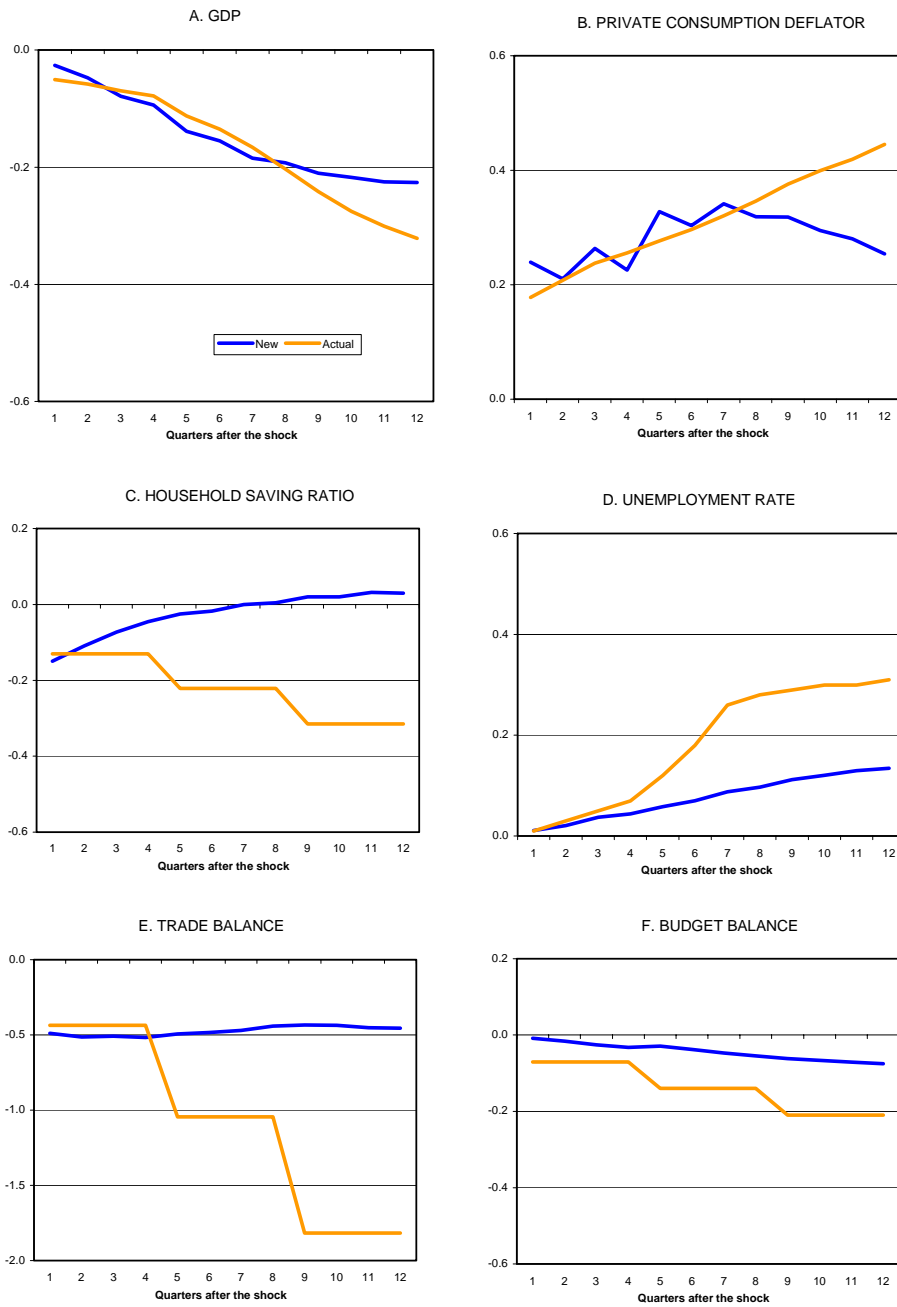 A. GDP
0.0
-0.2
-0.4
-0.6
New Actual
1 2 3 4 5 6 7 8 9 10 11 12
Quarters after the shock
B. PRIVATE CONSUMPTION DEFLATOR
0.6
0.4
0.2
0.0
1 2 3 4 5 6 7 8 9 10 11 12
Quarters after the shock
C. HOUSEHOLD SAVING RATIO
0.2
0.0
-0.2
-0.4
-0.6
1 2 3 4 5 6 7 8 9 10 11 12
Quarters after the shock
D. UNEMPLOYMENT RATE
0.6
0.4
0.2
0.0
1 2 3 4 5 6 7 8 9 10 11 12
Quarters after the shock
E. TRADE BALANCE
0.0
-0.5
-1.0
-1.5
-2.0
1 2 3 4 5 6 7 8 9 10 11 12
Quarters after the shock
F. BUDGET BALANCE
0.2
0.0
-0.2
-0.4
-0.6
1 2 3 4 5 6 7 8 9 10 11 12
Quarters after the shock